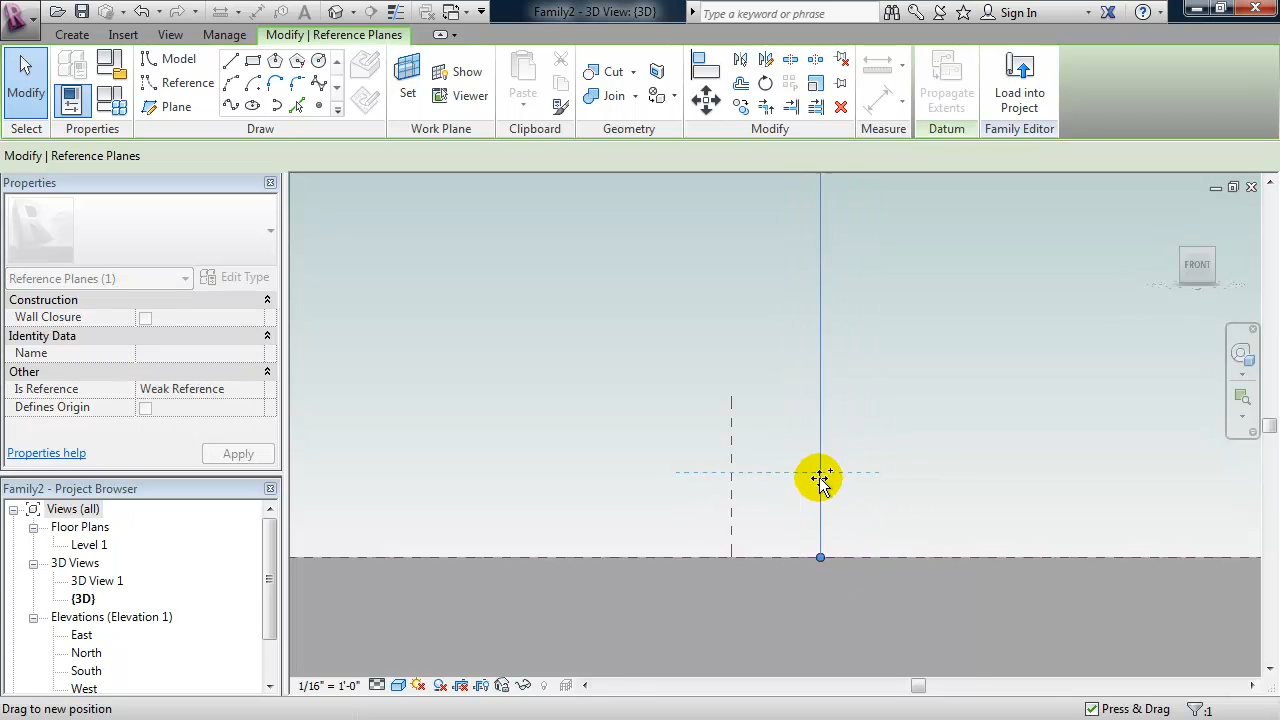 Family2 - 3D View: {3D}
Type a keyword or phrase
Sign In
Create
Insert
View
Manage
Modify | Reference Planes
Modify
Model
Reference
Plane
Set
Show
Viewer
Paste
Cut
Join
Propagate
Extents
Load into
Project
Select
Properties
Draw
Work Plane
Clipboard
Geometry
Modify
Measure
Datum
Family Editor
Modify | Reference Planes
Properties
Reference Planes (1)
Edit Type
Construction
Wall Closure
Identity Data
Name
Other
Is Reference
Weak Reference
Defines Origin
Properties help
Apply
Family2 - Project Browser
Views (all)
Floor Plans
Level 1
3D Views
3D View 1
{3D}
Elevations (Elevation 1)
East
North
South
West
FRONT
1/16" = 1'-0"
Drag to new position
Press & Drag
:1